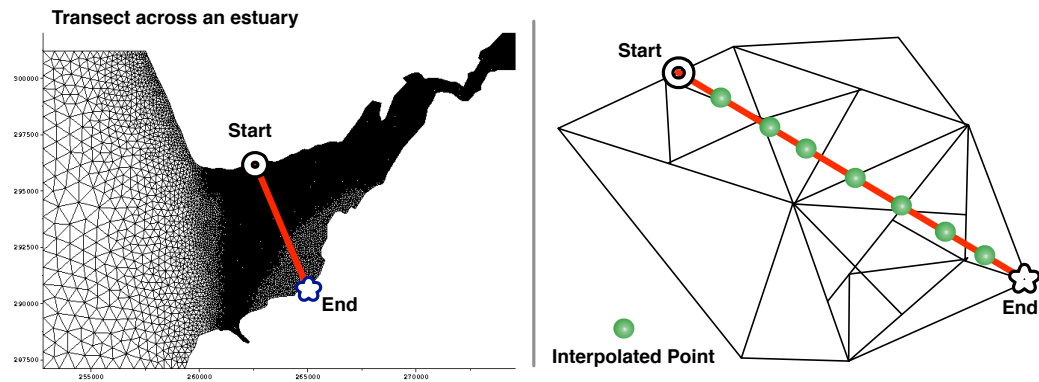 Transect across an estuary
300000
297500
295000
292500
290000
297500
255000
260000
265000
270000
Start
End
Start
End
Interpolated Point